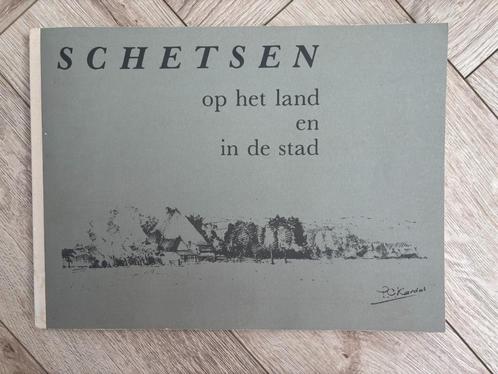 SCHETSEN
op het land
en
in de stad